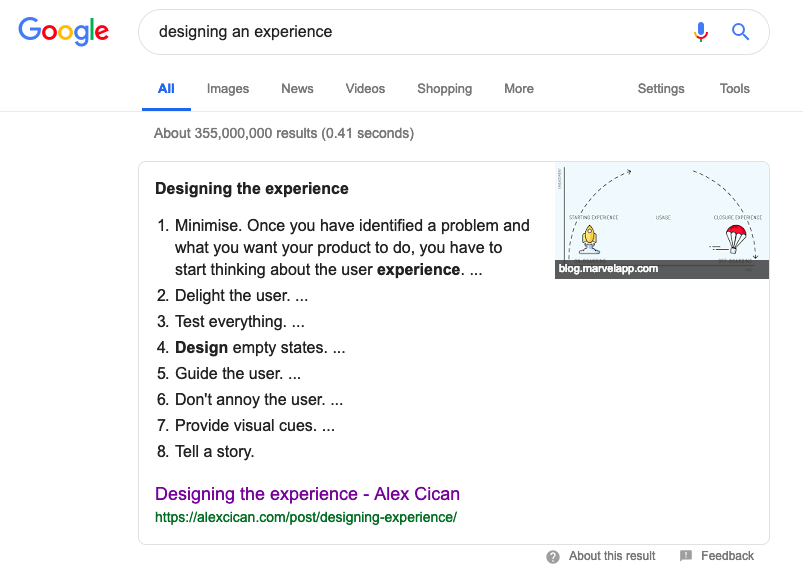 Google
designing an experience
All Images News Videos Shopping More Settings Tools
About 355,000,000 results (0.41 seconds)
Designing the experience
1. Minimise. Once you have identified a problem and
what you want your product to do, you have to
start thinking about the user experience. ...
2. Delight the user. ...
3. Test everything. ...
4. Design empty states. ...
5. Guide the user. ...
6. Don't annoy the user. ...
7. Provide visual cues. ...
8. Tell a story.
STARTING EXPERIENCE USAGE CLOSURE EXPERIENCE
blog.marvelapp.com
Designing the experience - Alex Cican
https://alexcican.com/post/designing-experience/
About this result Feedback